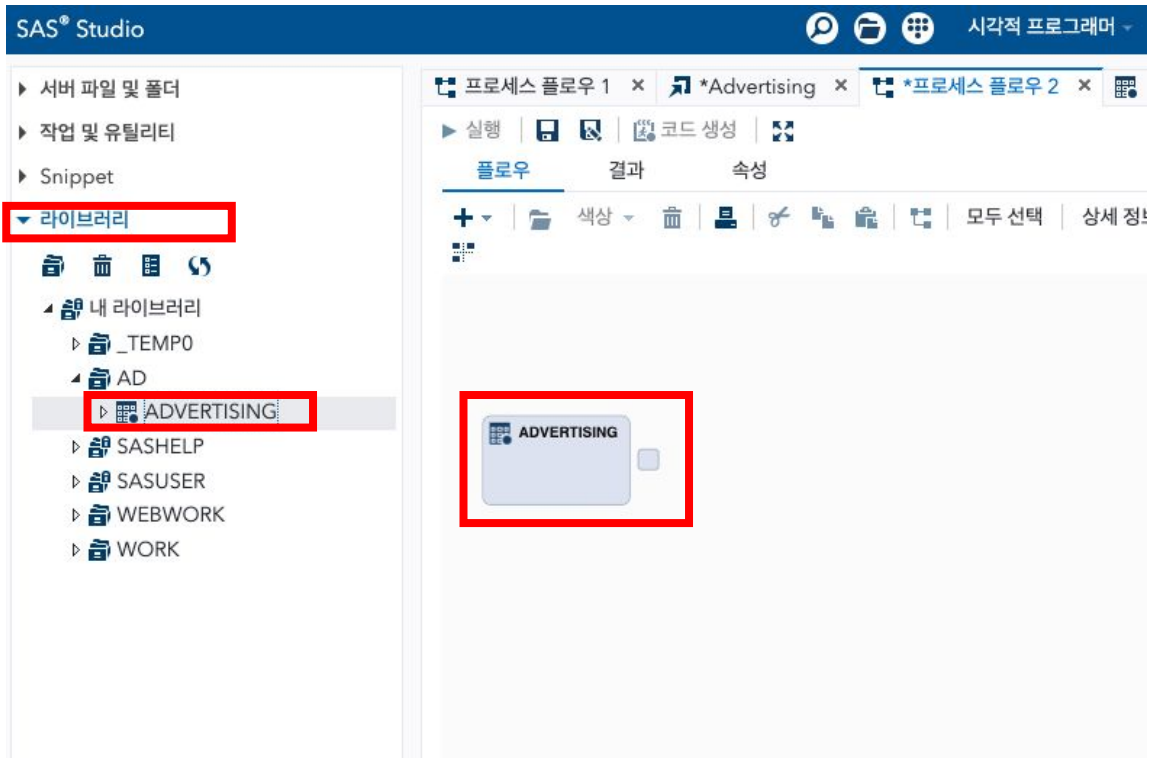 SAS® Studio
시각적 프로그래머
서버 파일 및 폴더
작업 및 유틸리티
Snippet
라이브러리
내 라이브러리
_TEMP0
AD
ADVERTISING
SASHELP
SASUSER
WEBWORK
WORK
프로세스 플로우 1 × *Advertising × *프로세스 플로우 2 ×
실행 코드 생성
플로우 결과 속성
색상 모두 선택 상세
ADVERTISING